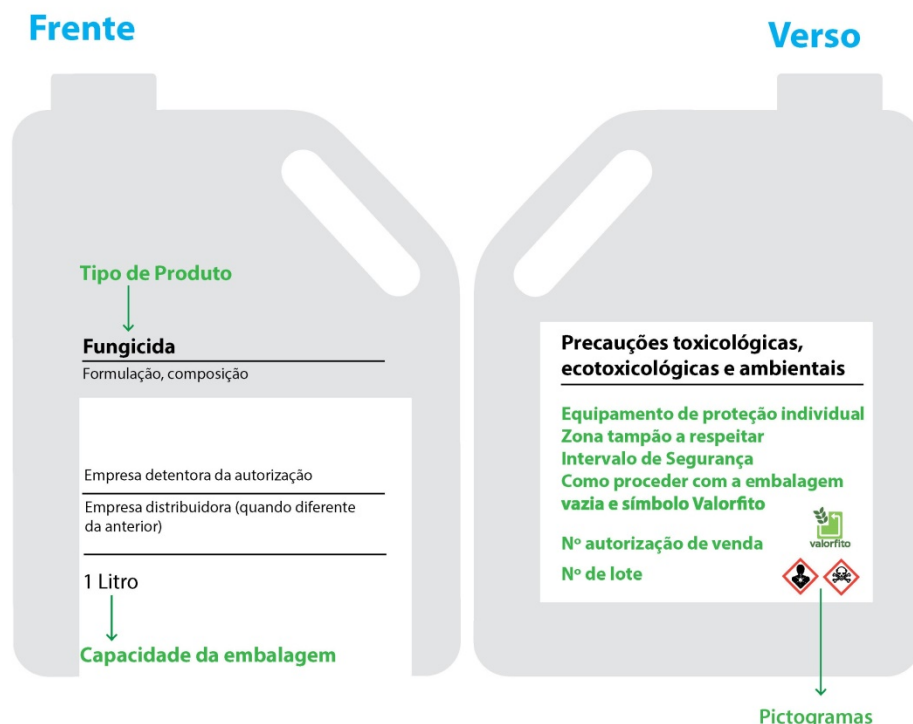 Frente
Verso
Tipo de Produto
Fungicida
Formulação, composição
Empresa detentora da autorização
Empresa distribuidora (quando diferente
da anterior)
1 Litro
Capacidade da embalagem
Precauções toxicológicas,
ecotoxicológicas e ambientais
Equipamento de proteção individual
Zona tampão a respeitar
Intervalo de Segurança
Como proceder com a embalagem
vazia e símbolo Valorfito
valorfito
Nº autorização de venda
Nº de lote
Pictogramas